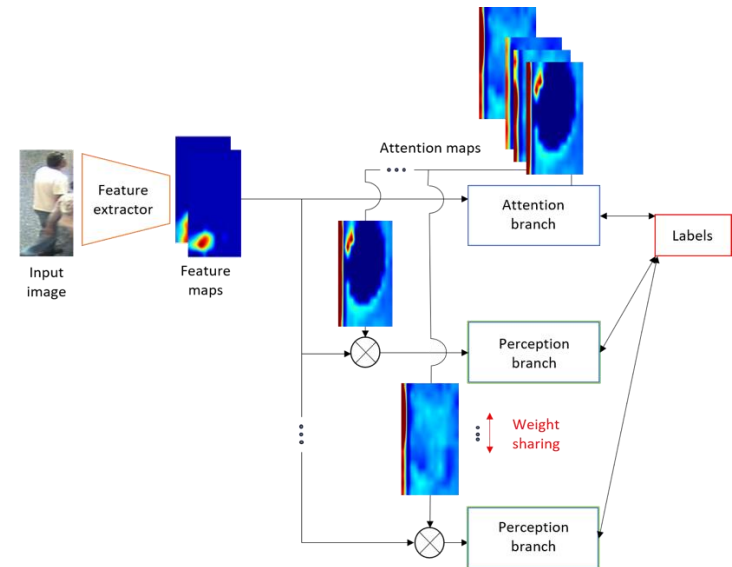 Attention maps
Feature
extractor
Attention
branch
Labels
Input
image
Feature
maps
Perception
branch
Weight
sharing
Perception
branch